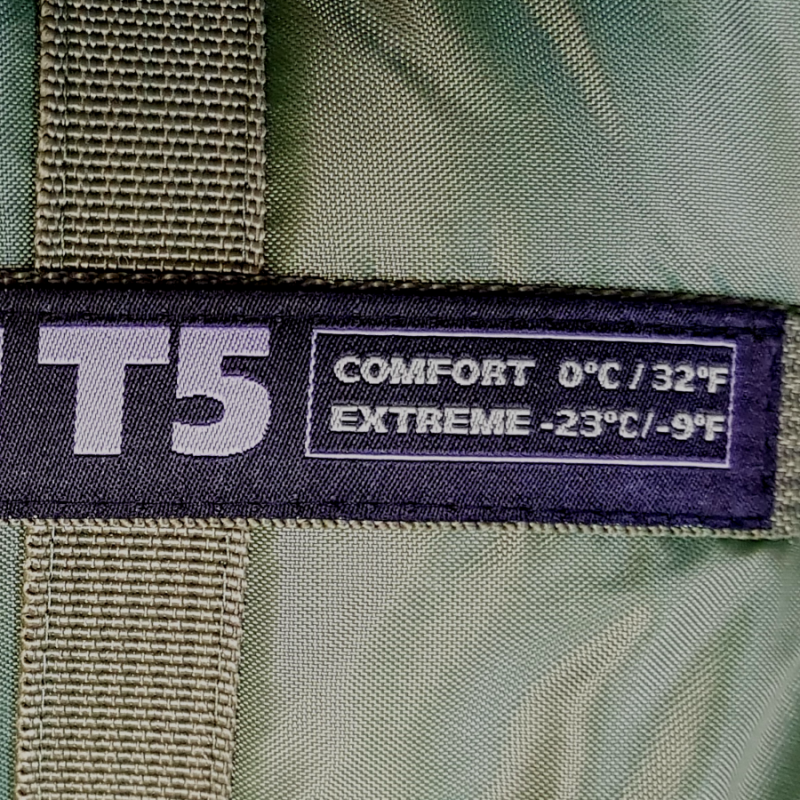 T5
COMFORT 0°C / 32°F
EXTREME -23°C/-9°F